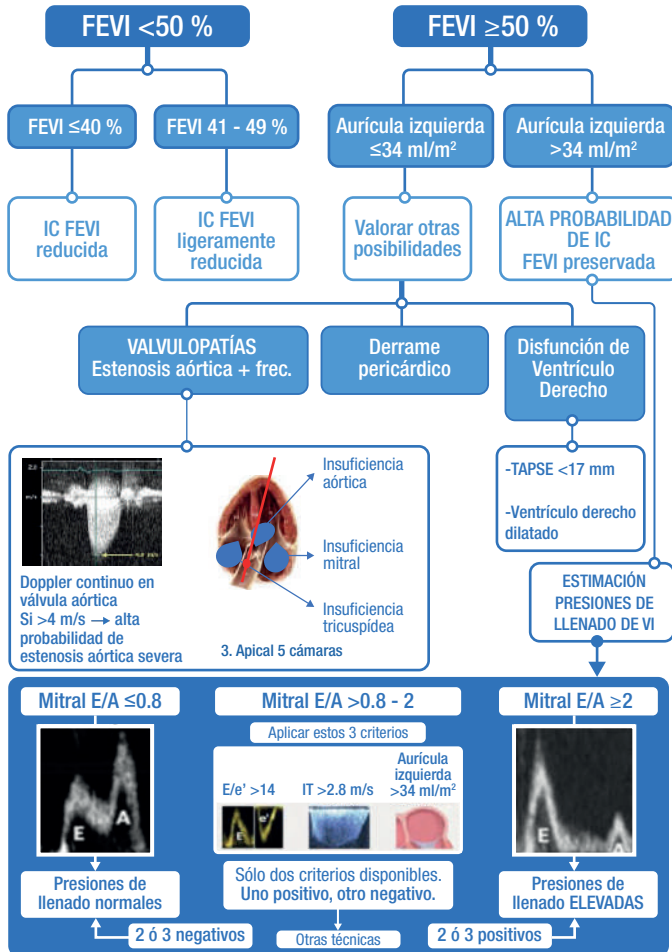 FEVI <50 %
FEVI ≥50 %
FEVI ≤40 %
FEVI 41 - 49 %
Aurícula izquierda
≤34 ml/m²
Aurícula izquierda
>34 ml/m²
IC FEVI
reducida
IC FEVI
ligeramente
reducida
Valorar otras
posibilidades
ALTA PROBABILIDAD
DE IC
FEVI preservada
VALVULOPATÍAS
Estenosis aórtica + frec.
Derrame
pericárdico
Disfunción de
Ventrículo
Derecho
Doppler continuo en
válvula aórtica
Si >4 m/s → alta
probabilidad de
estenosis aórtica severa
Insuficiencia
aórtica
Insuficiencia
mitral
Insuficiencia
tricuspídea
3. Apical 5 cámaras
-TAPSE <17 mm
-Ventrículo derecho
dilatado
ESTIMACIÓN
PRESIONES DE
LLENADO DE VI
Mitral E/A ≤0.8
E
A
Presiones de
llenado normales
2 ó 3 negativos
Mitral E/A >0.8 - 2
Aplicar estos 3 criterios
E/e' >14
E
e'
IT >2.8 m/s
Aurícula
izquierda
>34 ml/m²
Sólo dos criterios disponibles.
Uno positivo, otro negativo.
Otras técnicas
Mitral E/A ≥2
E
A
Presiones de
llenado ELEVADAS
2 ó 3 positivos